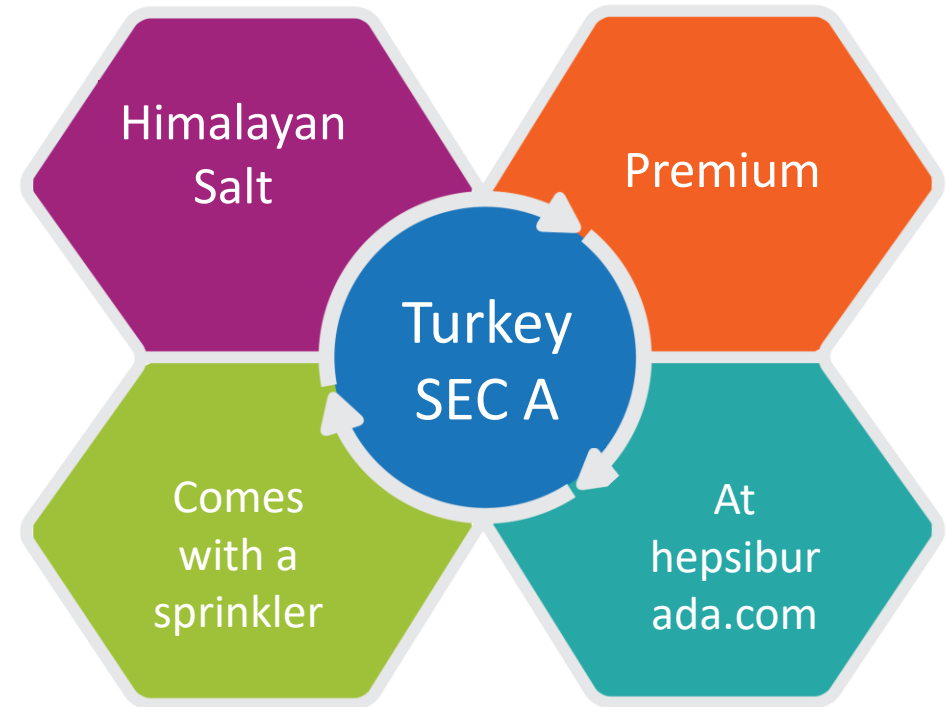 Himalayan
Salt
Premium
Turkey
SEC A
Comes
with a
sprinkler
At
hepsibur
ada.com